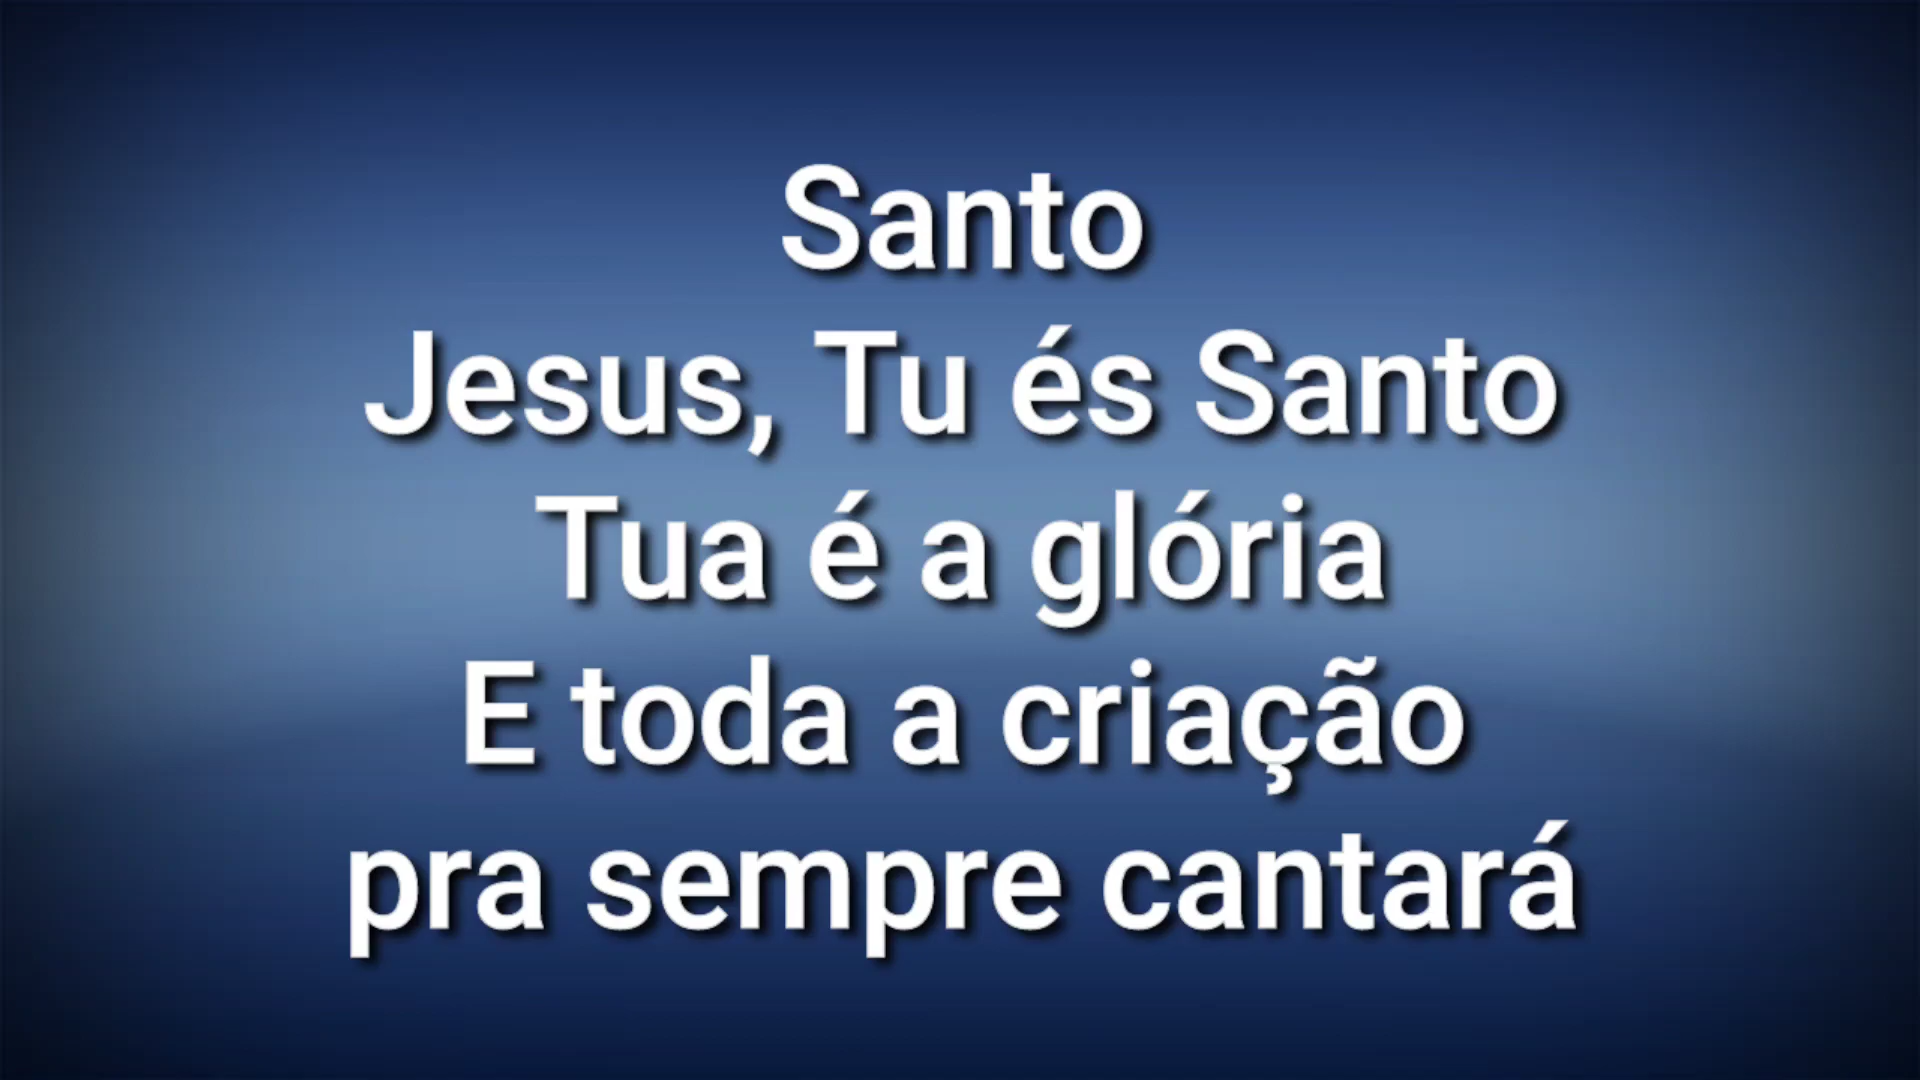 Santo
Jesus, Tu és Santo
Tua é a glória
E toda a criação
pra sempre cantará